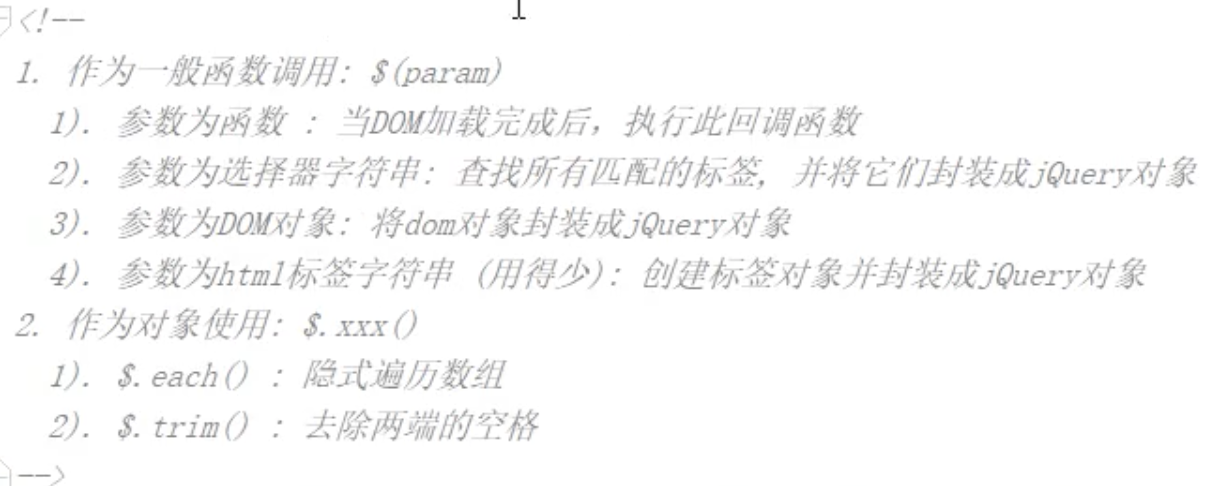 <!--
1. 作为一般函数调用: $(param)
1). 参数为函数 : 当DOM加载完成后，执行此回调函数
2). 参数为选择器字符串: 查找所有匹配的标签, 并将它们封装成jQuery对象
3). 参数为DOM对象: 将dom对象封装成jQuery对象
4). 参数为html标签字符串 (用得少): 创建标签对象并封装成jQuery对象
2. 作为对象使用: $.xxx()
1). $.each() : 隐式遍历数组
2). $.trim() : 去除两端的空格
-->